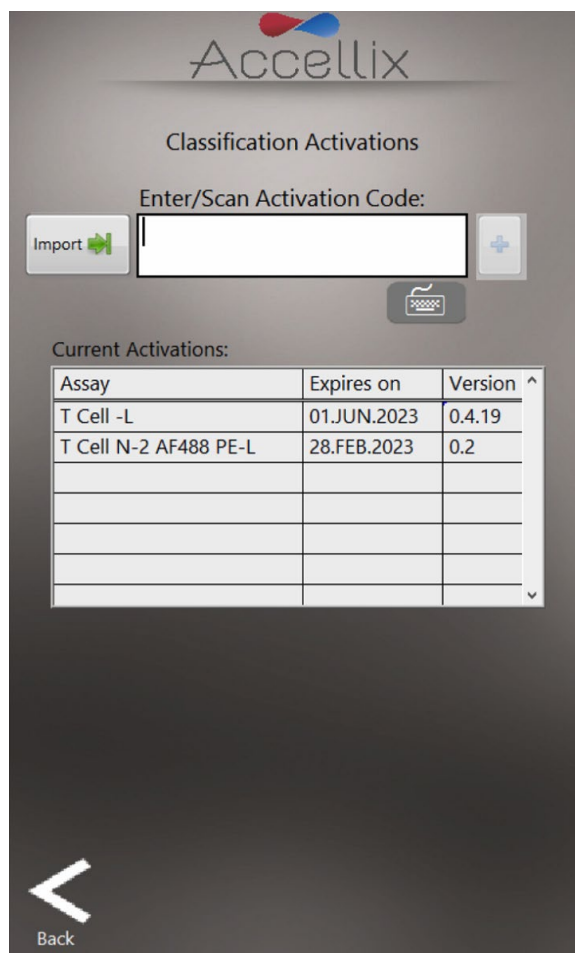 Accellix
Classification Activations
Enter/Scan Activation Code:
Import
Current Activations:
Assay Expires on Version
T Cell -L 01.JUN.2023 0.4.19
T Cell N-2 AF488 PE-L 28.FEB.2023 0.2
Back